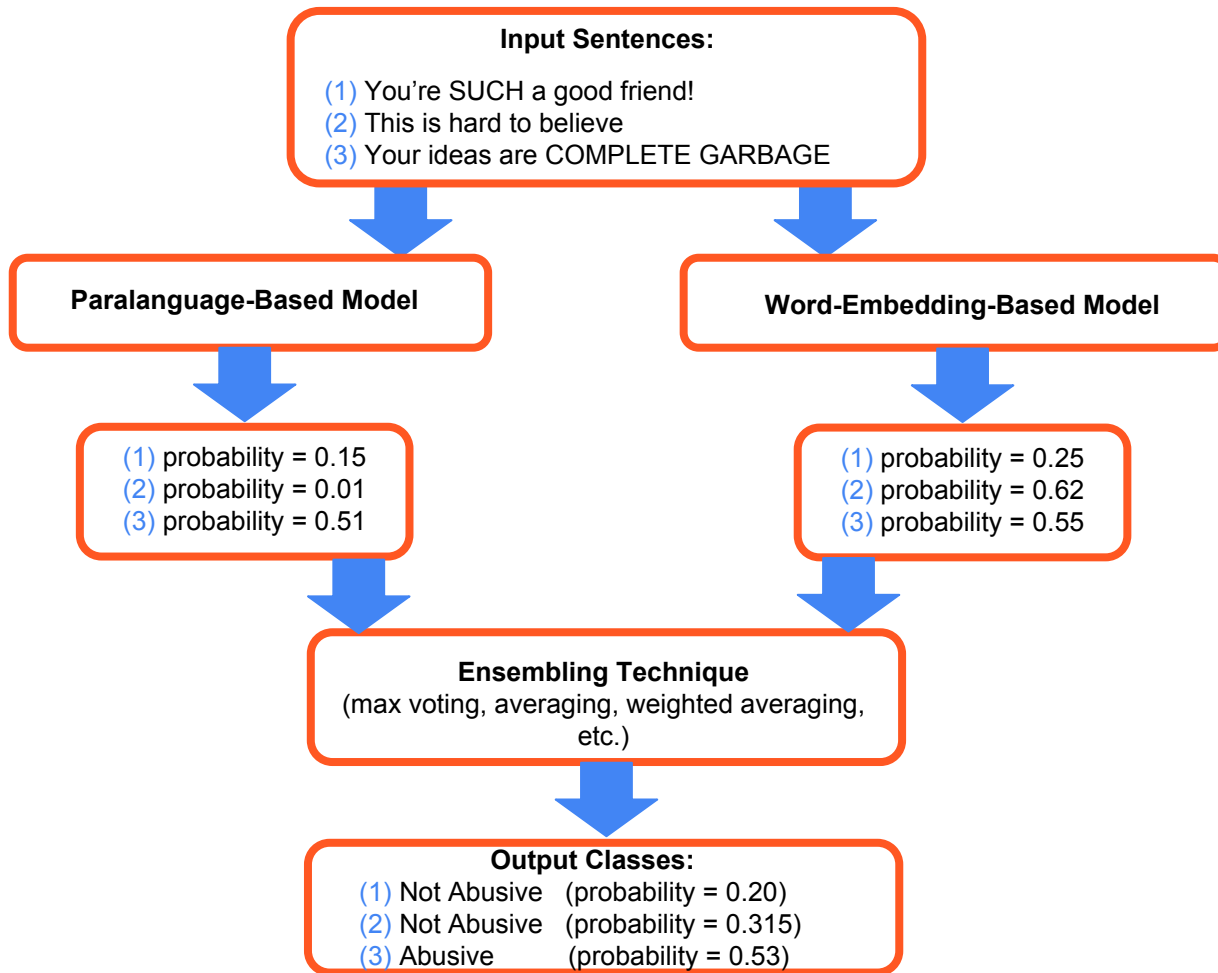 Input Sentences:
(1) You’re SUCH a good friend!
(2) This is hard to believe
(3) Your ideas are COMPLETE GARBAGE
Paralanguage-Based Model
Word-Embedding-Based Model
(1) probability = 0.15
(2) probability = 0.01
(3) probability = 0.51
(1) probability = 0.25
(2) probability = 0.62
(3) probability = 0.55
Ensembling Technique
(max voting, averaging, weighted averaging,
etc.)
Output Classes:
(1) Not Abusive (probability = 0.20)
(2) Not Abusive (probability = 0.315)
(3) Abusive (probability = 0.53)